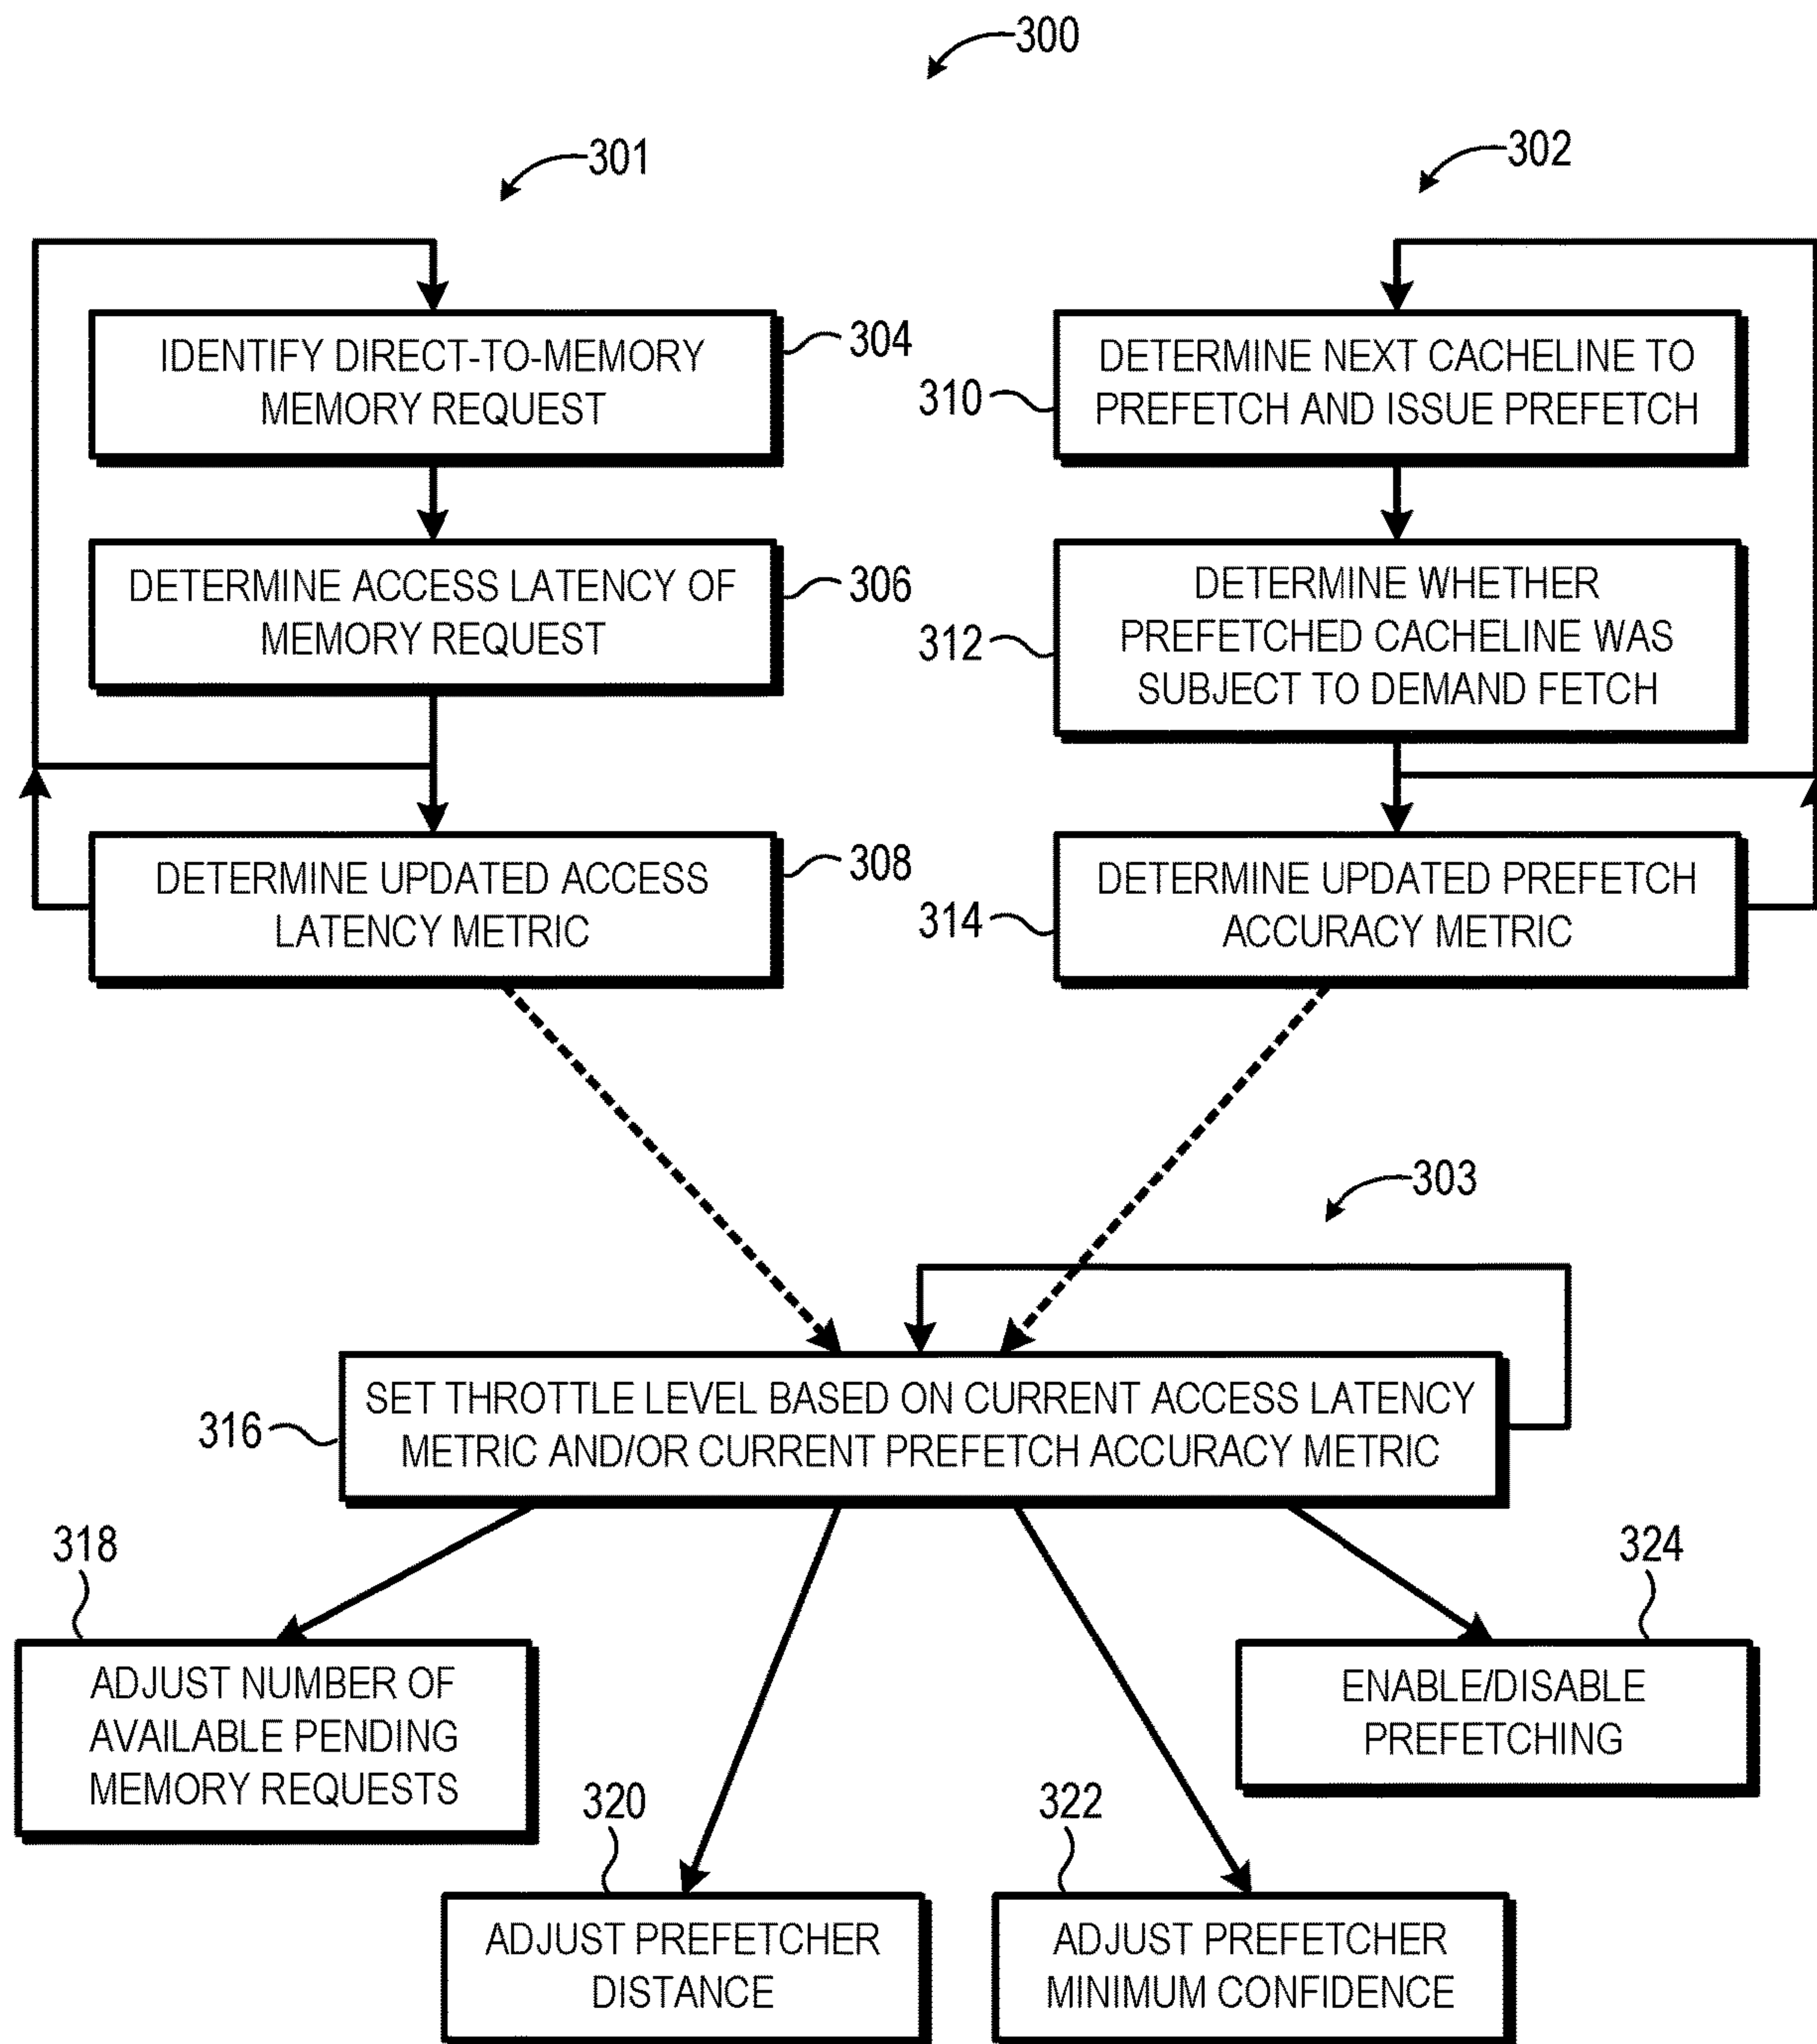 300
301
302
IDENTIFY DIRECT-TO-MEMORY
MEMORY REQUEST
304
DETERMINE ACCESS LATENCY OF
MEMORY REQUEST
306
DETERMINE UPDATED ACCESS
LATENCY METRIC
308
310
DETERMINE NEXT CACHELINE TO
PREFETCH AND ISSUE PREFETCH
312
DETERMINE WHETHER
PREFETCHED CACHELINE WAS
SUBJECT TO DEMAND FETCH
314
DETERMINE UPDATED PREFETCH
ACCURACY METRIC
303
316
SET THROTTLE LEVEL BASED ON CURRENT ACCESS LATENCY
METRIC AND/OR CURRENT PREFETCH ACCURACY METRIC
318
ADJUST NUMBER OF
AVAILABLE PENDING
MEMORY REQUESTS
320
ADJUST PREFETCHER
DISTANCE
322
ADJUST PREFETCHER
MINIMUM CONFIDENCE
324
ENABLE/DISABLE
PREFETCHING